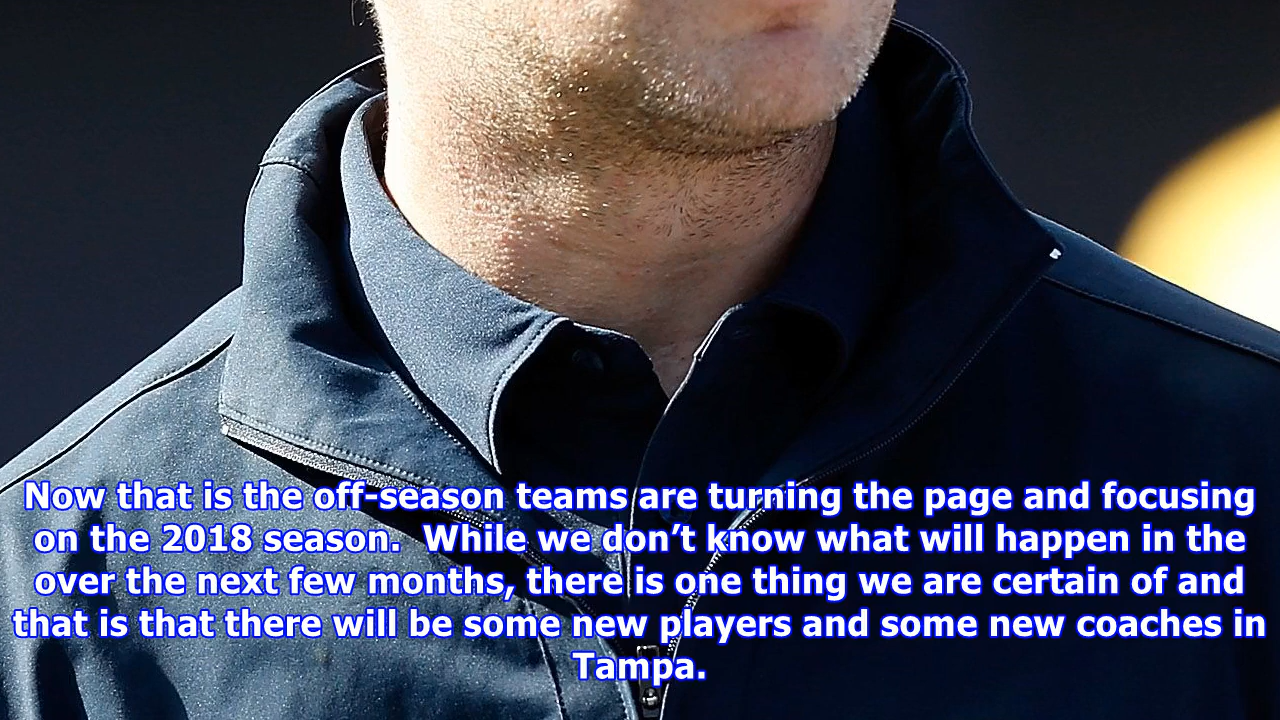 Now that is the off-season teams are turning the page and focusing
on the 2018 season.  While we don’t know what will happen in the
over the next few months, there is one thing we are certain of and
that is that there will be some new players and some new coaches in
Tampa.